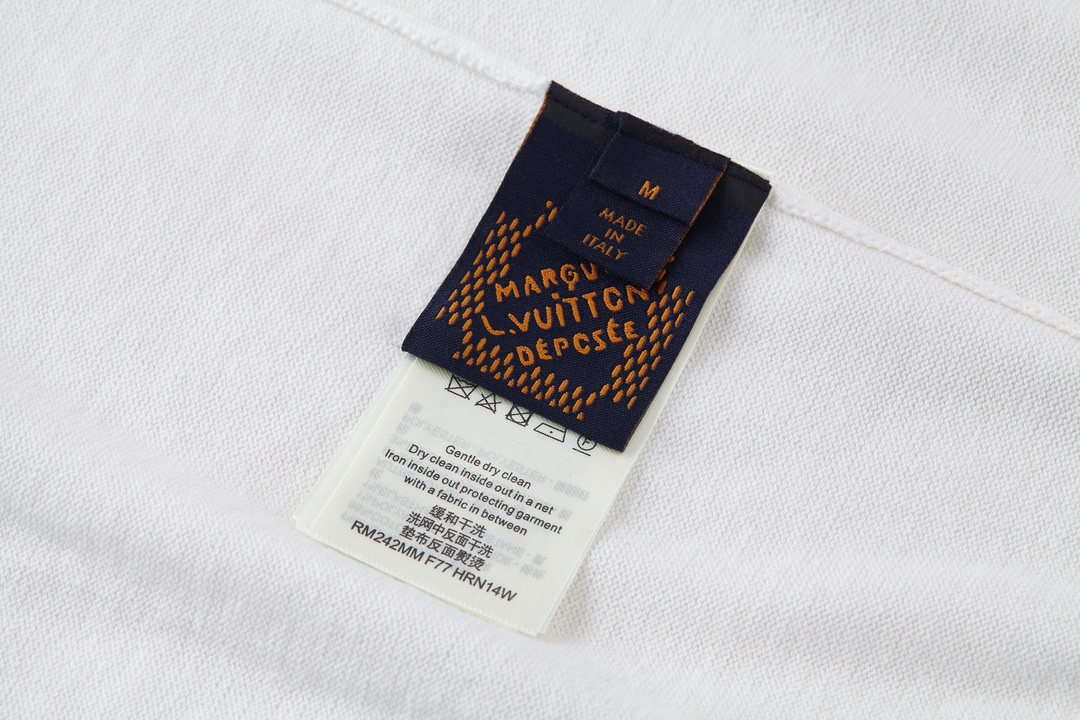 M
MADE
IN
ITALY
L.VUITTON
DÉPOSÉE
Gentle dry clean
Dry clean inside out in a net
Iron inside out protecting garment
with a fabric in between
缓和干洗
洗网中反面干洗
垫布反面熨烫
RM242MM F77 HRN14W